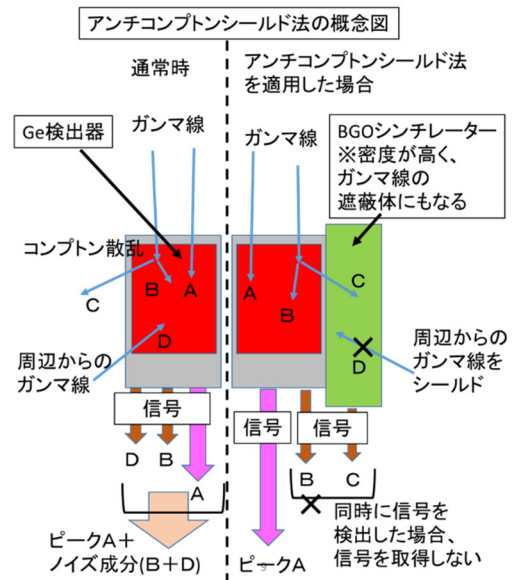 アンチコンプトンシールド法の概念図
通常時
アンチコンプトンシールド法
を適用した場合
Ge検出器
ガンマ線
ガンマ線
BGOシンチレーター
※密度が高く、
ガンマ線の
遮蔽体にもなる
コンプトン散乱
C
B
A
D
A
B
C
D
周辺からの
ガンマ線
周辺からの
ガンマ線を
シールド
信号
信号
信号
D
B
A
B
C
同時に信号を
検出した場合、
信号を取得しない
ピークA+
ノイズ成分(B+D)
ピークA